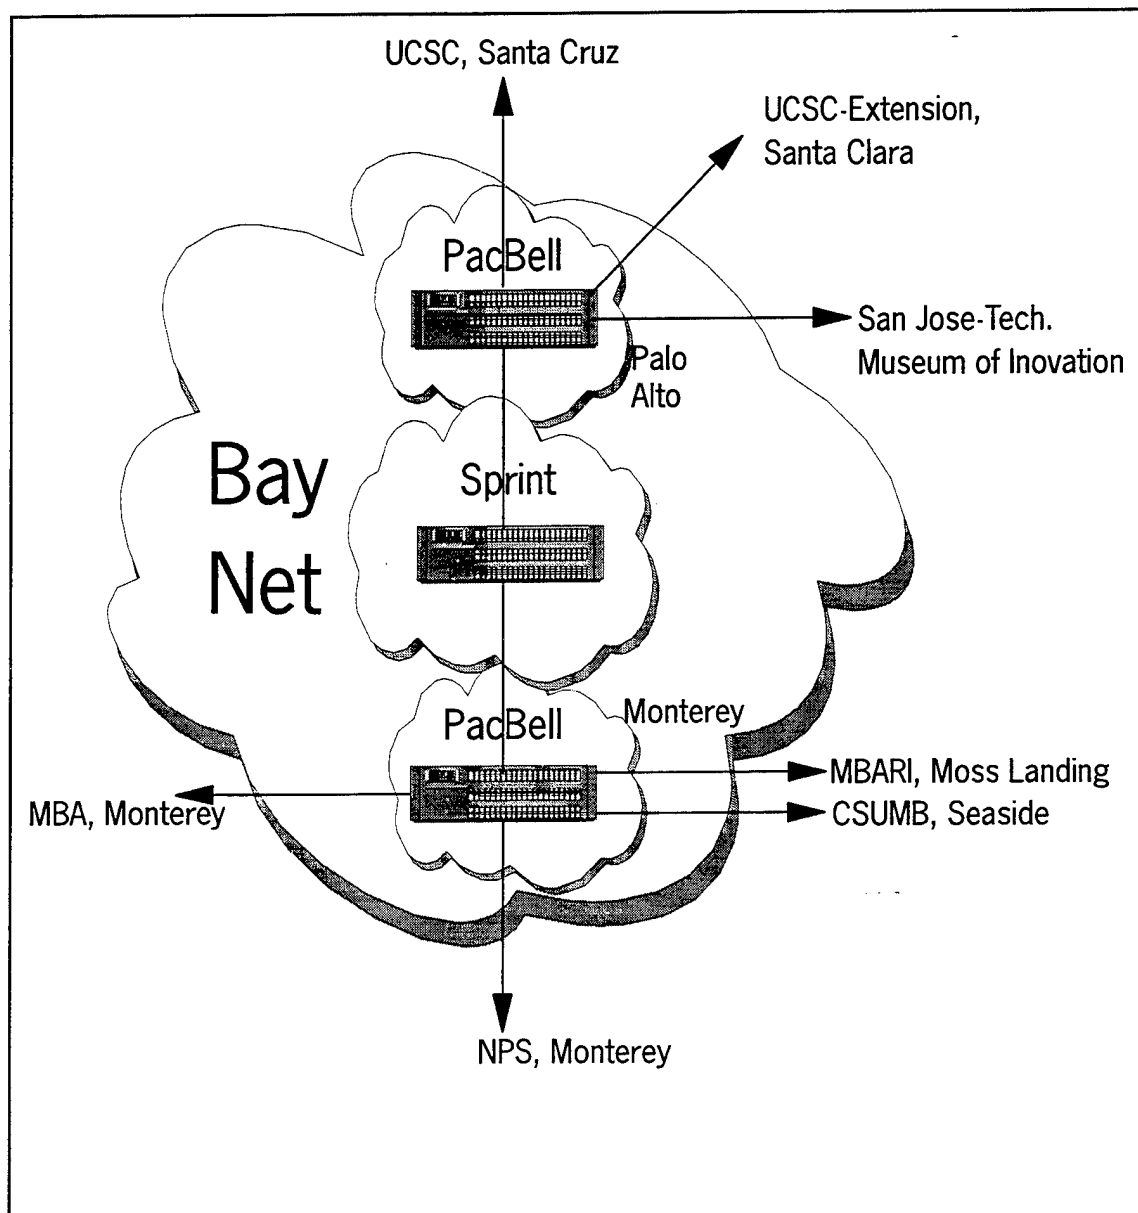 UCSC, Santa Cruz
UCSC-Extension,
Santa Clara
PacBell
San Jose-Tech.
Museum of Inovation
Palo
Alto
Bay
Net
Sprint
PacBell
Monterey
MBARI, Moss Landing
MBA, Monterey
CSUMB, Seaside
NPS, Monterey